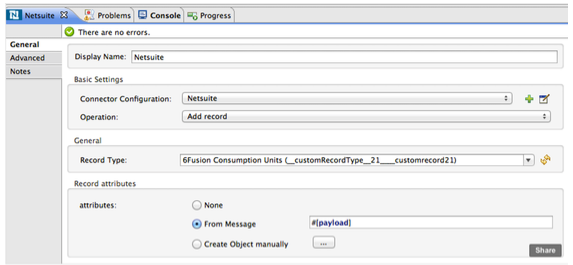 Netsuite Problems Console Progress
There are no errors.
General
Advanced
Notes
Display Name: Netsuite
Basic Settings
Connector Configuration: Netsuite
Operation: Add record
General
Record Type: 6Fusion Consumption Units (__customRecordType__21____customrecord21)
Record attributes
attributes:
None
From Message #[payload]
Create Object manually ...
Share